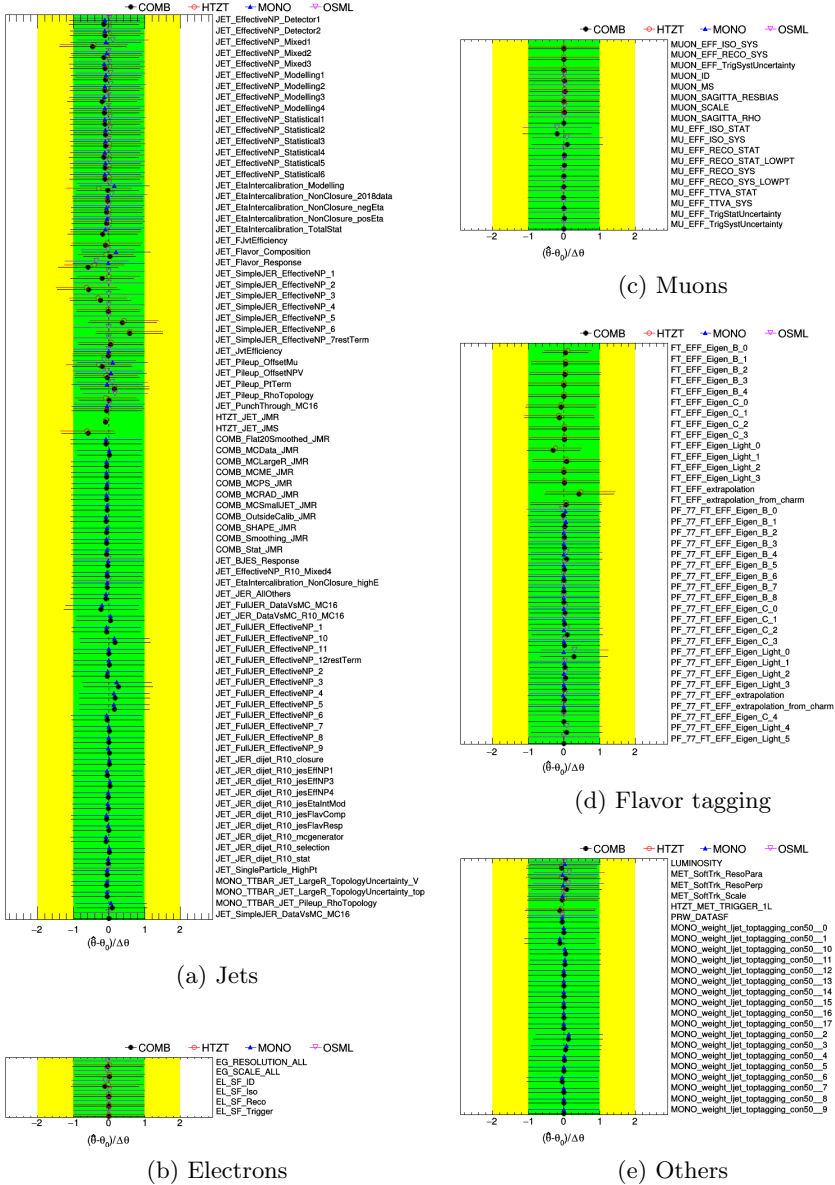 COMB HTZT MONO OSML
JET_EffectiveNP_Detector1
JET_EffectiveNP_Detector2
JET_EffectiveNP_Mixed1
JET_EffectiveNP_Mixed2
JET_EffectiveNP_Mixed3
JET_EffectiveNP_Modelling1
JET_EffectiveNP_Modelling2
JET_EffectiveNP_Modelling3
JET_EffectiveNP_Modelling4
JET_EffectiveNP_Statistical1
JET_EffectiveNP_Statistical2
JET_EffectiveNP_Statistical3
JET_EffectiveNP_Statistical4
JET_EffectiveNP_Statistical5
JET_EffectiveNP_Statistical6
JET_EtaIntercalibration_Modelling
JET_EtaIntercalibration_NonClosure_2018data
JET_EtaIntercalibration_NonClosure_negEta
JET_EtaIntercalibration_NonClosure_posEta
JET_EtaIntercalibration_TotalStat
JET_FJvtEfficiency
JET_Flavor_Composition
JET_Flavor_Response
JET_SimpleJER_EffectiveNP_1
JET_SimpleJER_EffectiveNP_2
JET_SimpleJER_EffectiveNP_3
JET_SimpleJER_EffectiveNP_4
JET_SimpleJER_EffectiveNP_5
JET_SimpleJER_EffectiveNP_6
JET_SimpleJER_EffectiveNP_7restTerm
JET_JvtEfficiency
JET_Pileup_OffsetMu
JET_Pileup_OffsetNPV
JET_Pileup_PtTerm
JET_Pileup_RhoTopology
JET_PunchThrough_MC16
HTZT_JET_JMR
HTZT_JET_JMS
COMB_Flat20Smoothed_JMR
COMB_MCData_JMR
COMB_MCLargeR_JMR
COMB_MCME_JMR
COMB_MCPS_JMR
COMB_MCRAD_JMR
COMB_MCSmallJET_JMR
COMB_OutsideCalib_JMR
COMB_SHAPE_JMR
COMB_Smoothing_JMR
COMB_Stat_JMR
JET_BJES_Response
JET_EffectiveNP_R10_Mixed4
JET_EtaIntercalibration_NonClosure_highE
JET_JER_AllOthers
JET_FullJER_DataVsMC_MC16
JET_JER_DataVsMC_R10_MC16
JET_FullJER_EffectiveNP_1
JET_FullJER_EffectiveNP_10
JET_FullJER_EffectiveNP_11
JET_FullJER_EffectiveNP_12restTerm
JET_FullJER_EffectiveNP_2
JET_FullJER_EffectiveNP_3
JET_FullJER_EffectiveNP_4
JET_FullJER_EffectiveNP_5
JET_FullJER_EffectiveNP_6
JET_FullJER_EffectiveNP_7
JET_FullJER_EffectiveNP_8
JET_FullJER_EffectiveNP_9
JET_JER_dijet_R10_closure
JET_JER_dijet_R10_jesEffNP1
JET_JER_dijet_R10_jesEffNP3
JET_JER_dijet_R10_jesEffNP4
JET_JER_dijet_R10_jesEtaIntMod
JET_JER_dijet_R10_jesFlavComp
JET_JER_dijet_R10_jesFlavResp
JET_JER_dijet_R10_mcgenerator
JET_JER_dijet_R10_selection
JET_JER_dijet_R10_stat
JET_SingleParticle_HighPt
MONO_TTBAR_JET_LargeR_TopologyUncertainty_V
MONO_TTBAR_JET_LargeR_TopologyUncertainty_top
MONO_TTBAR_JET_Pileup_RhoTopology
JET_SimpleJER_DataVsMC_MC16
−2 −1 0 1 2
(θ̂-θ₀)/Δθ
(a) Jets
COMB HTZT MONO OSML
EG_RESOLUTION_ALL
EG_SCALE_ALL
EL_SF_ID
EL_SF_Iso
EL_SF_Reco
EL_SF_Trigger
−2 −1 0 1 2
(θ̂-θ₀)/Δθ
(b) Electrons
COMB HTZT MONO OSML
MUON_EFF_ISO_SYS
MUON_EFF_RECO_SYS
MUON_EFF_TrigSystUncertainty
MUON_ID
MUON_MS
MUON_SAGITTA_RESBIAS
MUON_SCALE
MUON_SAGITTA_RHO
MU_EFF_ISO_STAT
MU_EFF_ISO_SYS
MU_EFF_RECO_STAT
MU_EFF_RECO_STAT_LOWPT
MU_EFF_RECO_SYS
MU_EFF_RECO_SYS_LOWPT
MU_EFF_TTVA_STAT
MU_EFF_TTVA_SYS
MU_EFF_TrigStatUncertainty
MU_EFF_TrigSystUncertainty
−2 −1 0 1 2
(θ̂-θ₀)/Δθ
(c) Muons
COMB HTZT MONO OSML
FT_EFF_Eigen_B_0
FT_EFF_Eigen_B_1
FT_EFF_Eigen_B_2
FT_EFF_Eigen_B_3
FT_EFF_Eigen_B_4
FT_EFF_Eigen_C_0
FT_EFF_Eigen_C_1
FT_EFF_Eigen_C_2
FT_EFF_Eigen_C_3
FT_EFF_Eigen_Light_0
FT_EFF_Eigen_Light_1
FT_EFF_Eigen_Light_2
FT_EFF_Eigen_Light_3
FT_EFF_extrapolation
FT_EFF_extrapolation_from_charm
PF_77_FT_EFF_Eigen_B_0
PF_77_FT_EFF_Eigen_B_1
PF_77_FT_EFF_Eigen_B_2
PF_77_FT_EFF_Eigen_B_3
PF_77_FT_EFF_Eigen_B_4
PF_77_FT_EFF_Eigen_B_5
PF_77_FT_EFF_Eigen_B_6
PF_77_FT_EFF_Eigen_B_7
PF_77_FT_EFF_Eigen_B_8
PF_77_FT_EFF_Eigen_C_0
PF_77_FT_EFF_Eigen_C_1
PF_77_FT_EFF_Eigen_C_2
PF_77_FT_EFF_Eigen_C_3
PF_77_FT_EFF_Eigen_Light_0
PF_77_FT_EFF_Eigen_Light_1
PF_77_FT_EFF_Eigen_Light_2
PF_77_FT_EFF_Eigen_Light_3
PF_77_FT_EFF_extrapolation
PF_77_FT_EFF_extrapolation_from_charm
PF_77_FT_EFF_Eigen_C_4
PF_77_FT_EFF_Eigen_Light_4
PF_77_FT_EFF_Eigen_Light_5
−2 −1 0 1 2
(θ̂-θ₀)/Δθ
(d) Flavor tagging
COMB HTZT MONO OSML
LUMINOSITY
MET_SoftTrk_ResoPara
MET_SoftTrk_ResoPerp
MET_SoftTrk_Scale
HTZT_MET_TRIGGER_1L
PRW_DATASF
MONO_weight_ljet_toptagging_con50__0
MONO_weight_ljet_toptagging_con50__1
MONO_weight_ljet_toptagging_con50__10
MONO_weight_ljet_toptagging_con50__11
MONO_weight_ljet_toptagging_con50__12
MONO_weight_ljet_toptagging_con50__13
MONO_weight_ljet_toptagging_con50__14
MONO_weight_ljet_toptagging_con50__15
MONO_weight_ljet_toptagging_con50__16
MONO_weight_ljet_toptagging_con50__17
MONO_weight_ljet_toptagging_con50__2
MONO_weight_ljet_toptagging_con50__3
MONO_weight_ljet_toptagging_con50__4
MONO_weight_ljet_toptagging_con50__5
MONO_weight_ljet_toptagging_con50__6
MONO_weight_ljet_toptagging_con50__7
MONO_weight_ljet_toptagging_con50__8
MONO_weight_ljet_toptagging_con50__9
−2 −1 0 1 2
(θ̂-θ₀)/Δθ
(e) Others